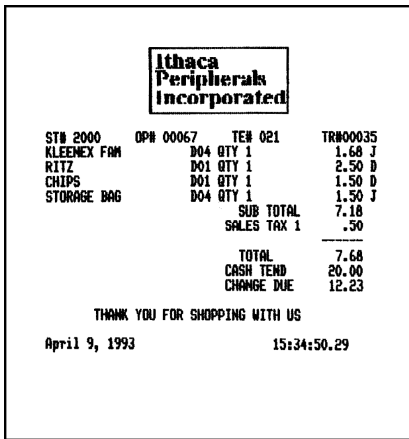 Ithaca
Peripherals
Incorporated
ST# 2000 OP# 00067 TE# 021 TR#00035
KLEENEX FAM D04 QTY 1 1.68 J
RITZ D01 QTY 1 2.50 D
CHIPS D01 QTY 1 1.50 D
STORAGE BAG D04 QTY 1 1.50 J
SUB TOTAL 7.18
SALES TAX 1 .50
TOTAL 7.68
CASH TEND 20.00
CHANGE DUE 12.23
THANK YOU FOR SHOPPING WITH US
April 9, 1993 15:34:50.29